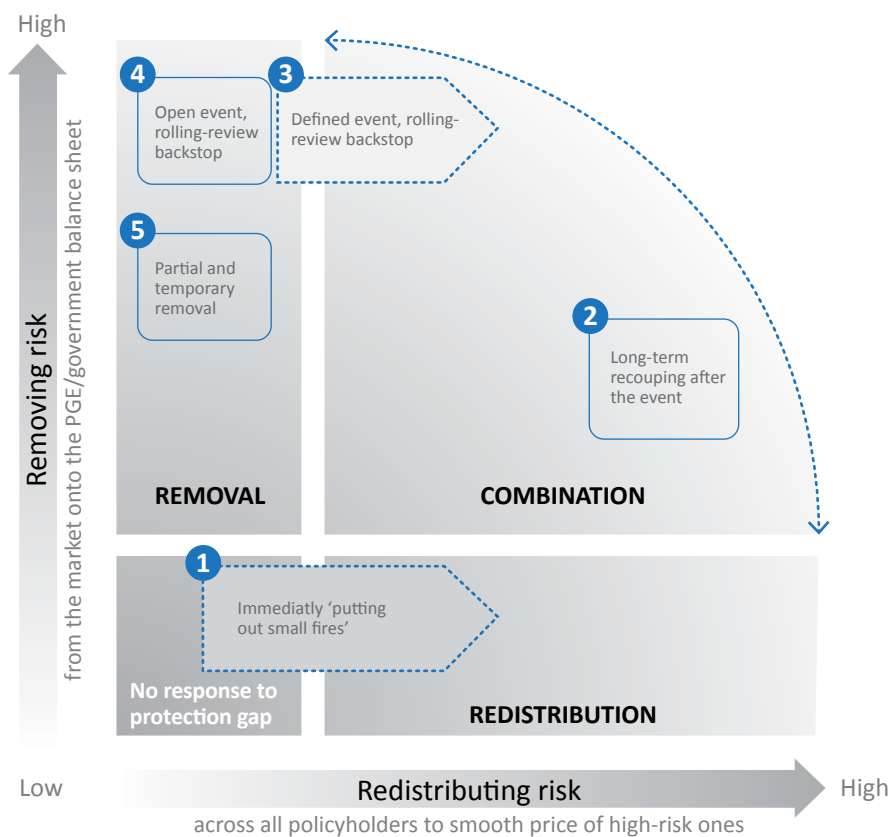 High
Removing risk
from the market onto the PGE/government balance sheet
4
Open event,
rolling-review
backstop
3
Defined event, rolling-
review backstop
5
Partial and
temporary
removal
2
Long-term
recouping after
the event
REMOVAL
COMBINATION
1
Immediatly ‘putting
out small fires’
No response to
protection gap
REDISTRIBUTION
Low
Redistributing risk
High
across all policyholders to smooth price of high-risk ones